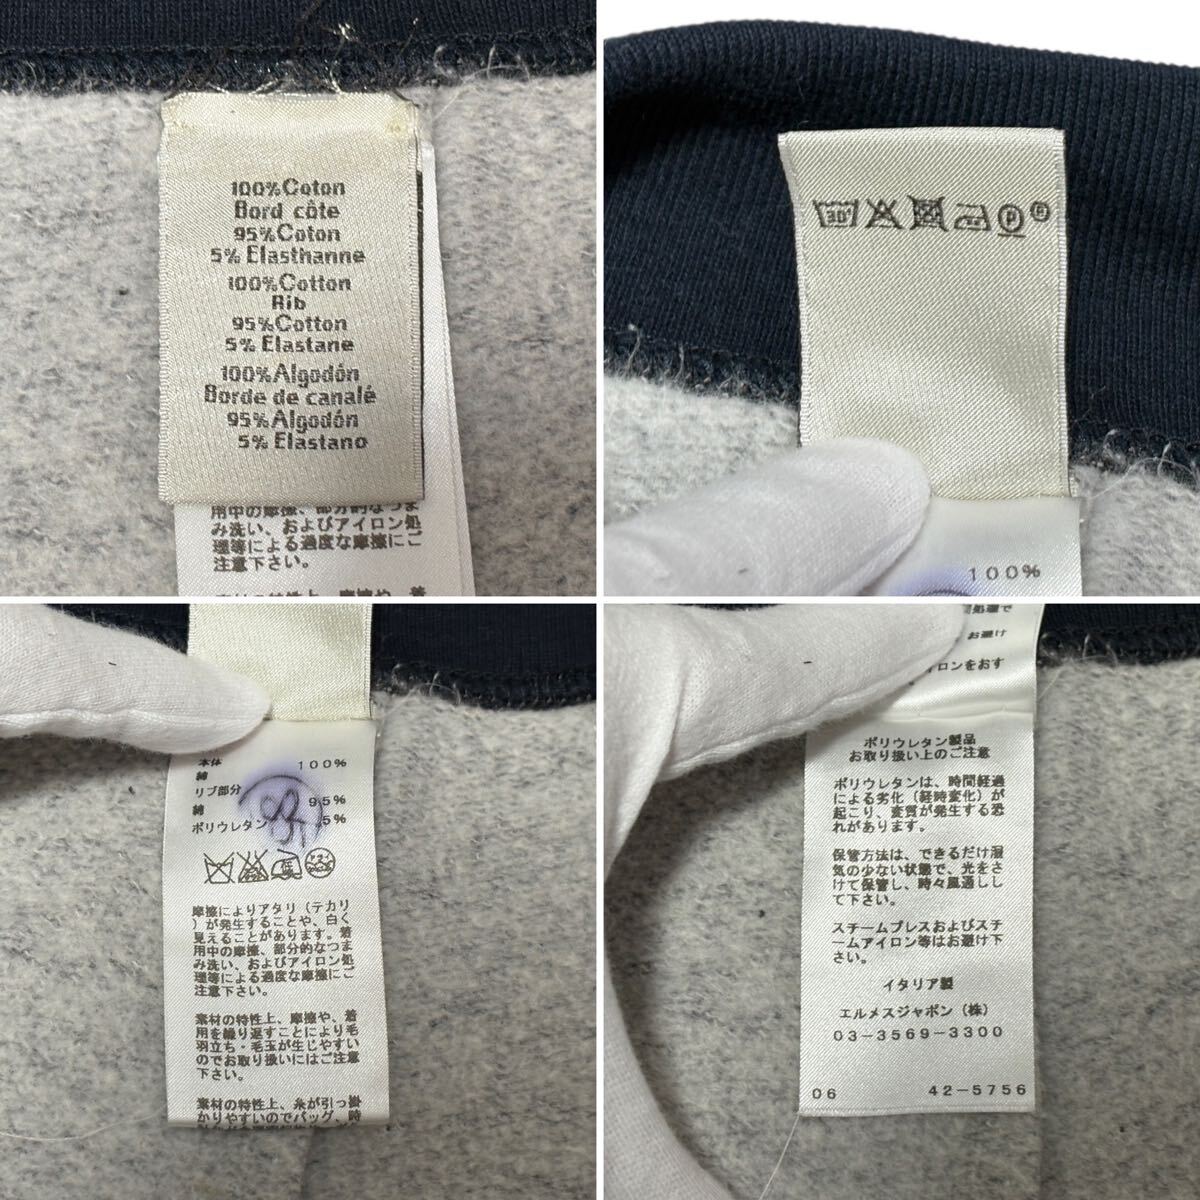 100%Coton
Bord côte
95%Coton
5% Elasthanne
100%Cotton
Rib
95%Cotton
5% Elastane
100%Algodón
Borde de canalé
95%Algodón
5% Elastano
用中の摩擦、部分的なつま
み洗い、およびアイロン処
理等による過度な摩擦にご
注意下さい。
30°
P
100%
本体
綿 100%
リブ部分
綿 95%
ポリウレタン 5%
摩擦によりアタリ(テカリ
)が発生することや、白く
見えることがあります。着
用中の摩擦、部分的なつま
み洗い、およびアイロン処
理等による過度な摩擦にご
注意下さい。
素材の特性上、摩擦や、着
用を繰り返すことにより毛
羽立ち・毛玉が生じやすい
のでお取り扱いにはご注意
下さい。
素材の特性上、糸が引っ掛
かりやすいのでバッグ、時
処理で
お避け
イロンをおす
ポリウレタン製品
お取り扱い上のご注意
ポリウレタンは、時間経過
による劣化(経時変化)が
起こり、変質が発生する恐
れがあります。
保管方法は、できるだけ湿
気の少ない状態で、光をさ
けて保管し、時々風通しし
て下さい。
スチームプレスおよびスチ
ームアイロン等はお避け下
さい。
イタリア製
エルメスジャポン(株)
03-3569-3300
06 42-5756